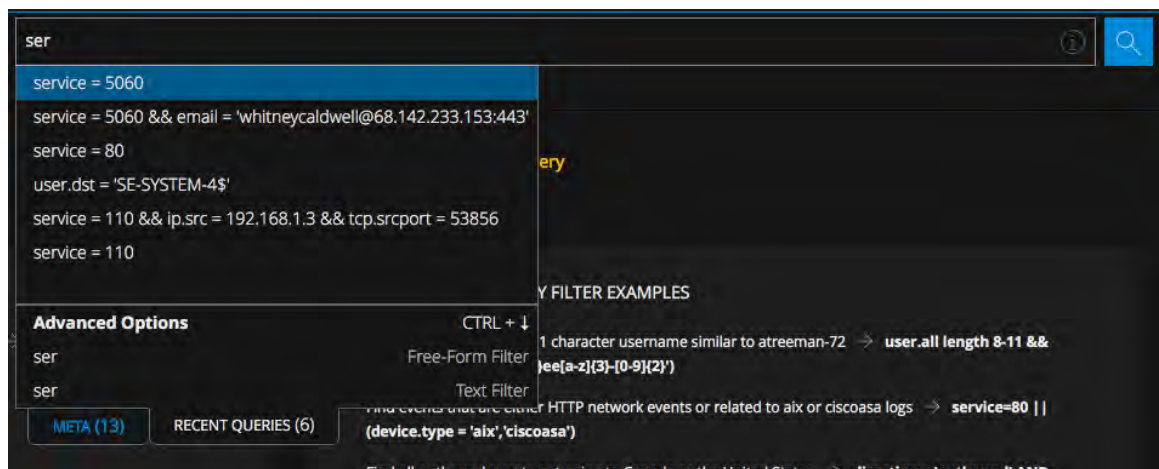 ser
service = 5060
service = 5060 && email = 'whitneycaldwell@68.142.233.153:443'
service = 80
ery
user.dst = 'SE-SYSTEM-4$'
service = 110 && ip.src = 192.168.1.3 && tcp.srcport = 53856
service = 110
Y FILTER EXAMPLES
Advanced Options CTRL + ↓
1 character username similar to atreeman-72 → user.all length 8-11 &&
ser Free-Form Filter
}ee[a-z]{3}-[0-9]{2}')
ser Text Filter
Find events that are either HTTP network events or related to aix or ciscoasa logs → service=80 ||
META (13) RECENT QUERIES (6)
(device.type = 'aix','ciscoasa')